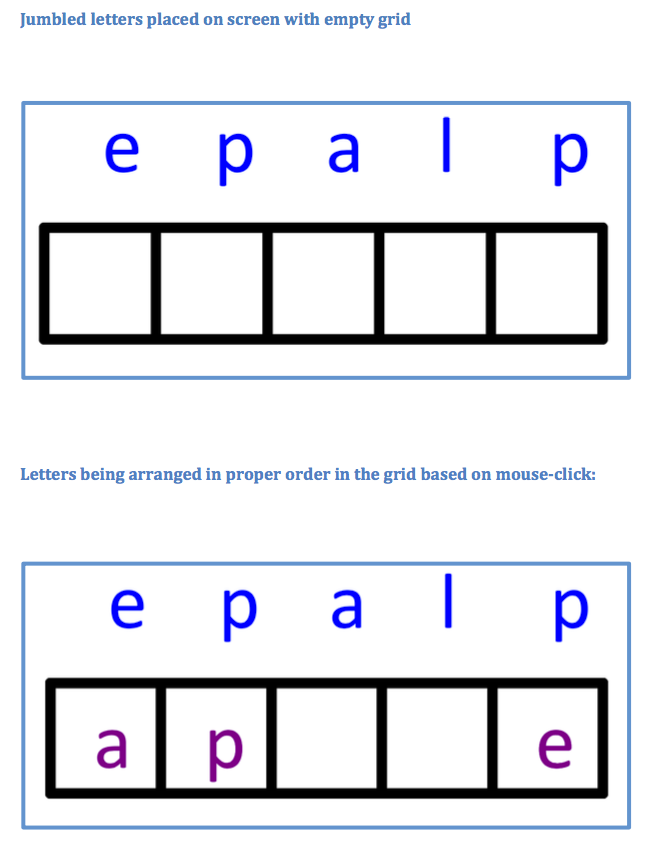 Jumbled letters placed on screen with empty grid
e p a l p
Letters being arranged in proper order in the grid based on mouse-click:
e p a l p
a p e